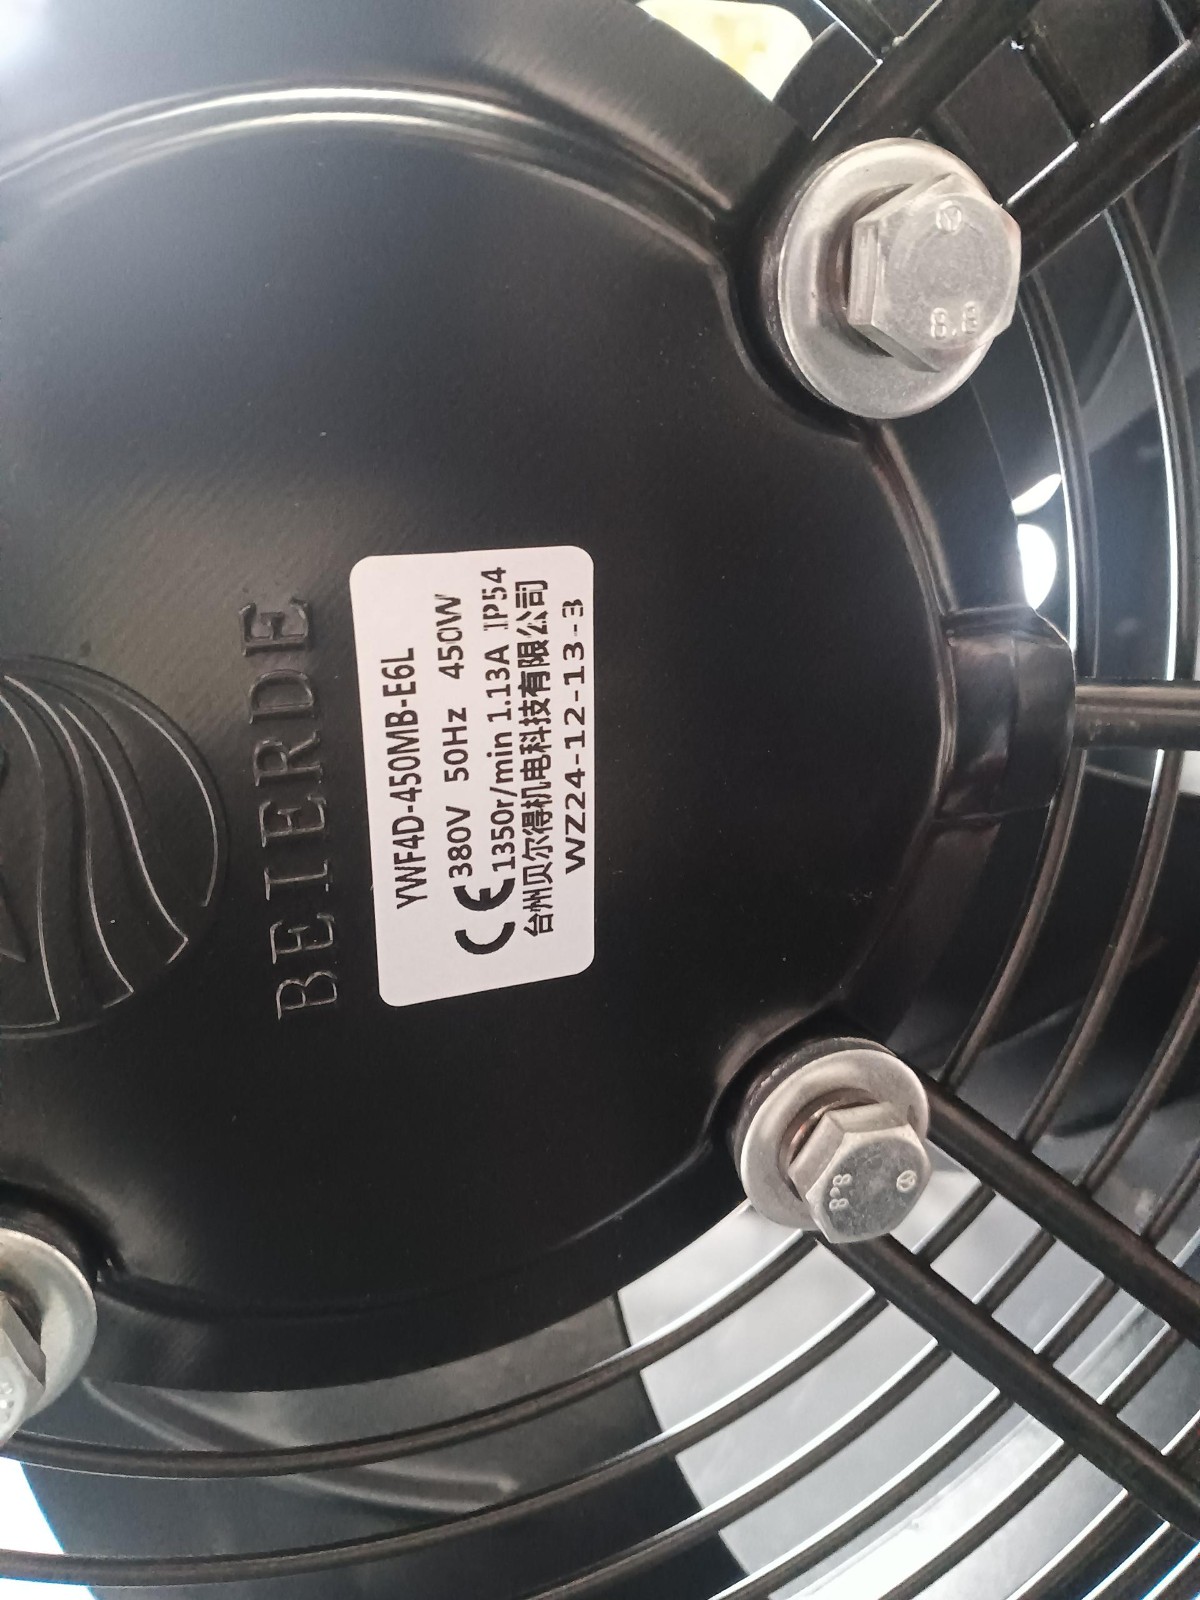 BEIERDE
YWF4D-450MB-E6L
380V 50Hz 450W
CE 1350r/min 1.13A IP54
台州贝尔得机电科技有限公司
WZ24-12-13-3
Y
8.8
8.8
Y